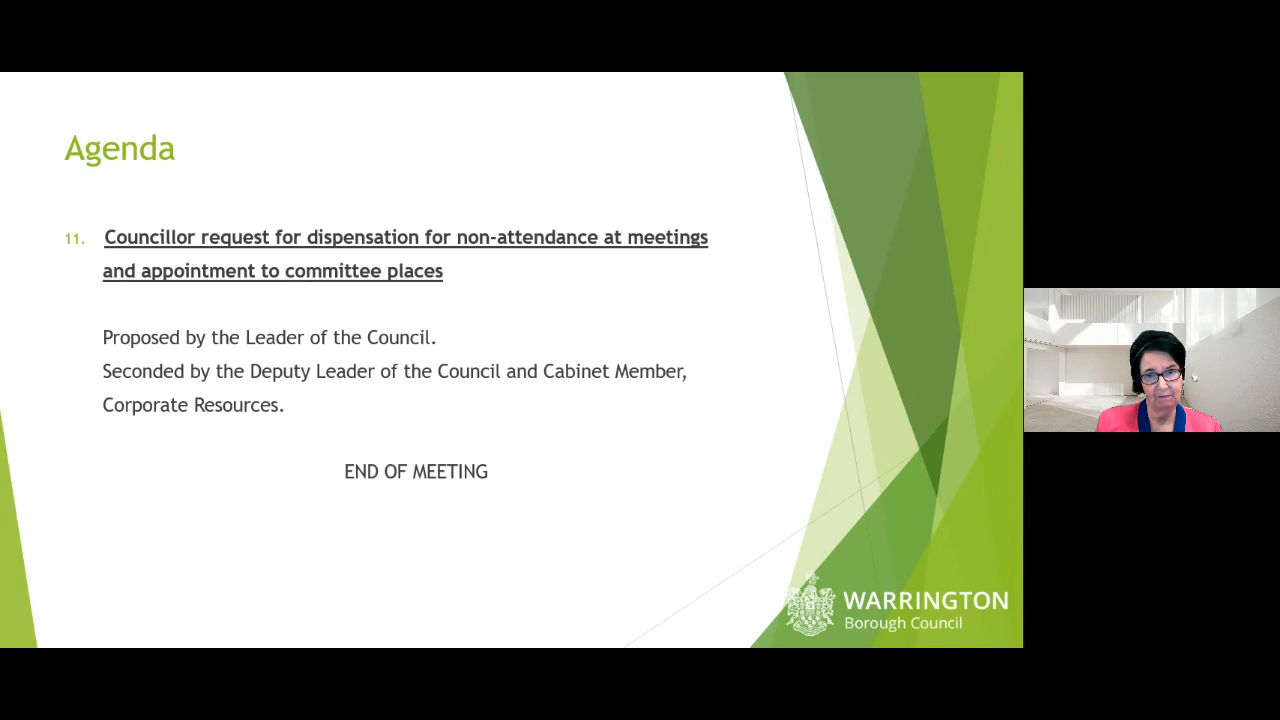 Agenda
11. Councillor request for dispensation for non-attendance at meetings
and appointment to committee places
Proposed by the Leader of the Council.
Seconded by the Deputy Leader of the Council and Cabinet Member,
Corporate Resources.
END OF MEETING
WARRINGTON
Borough Council